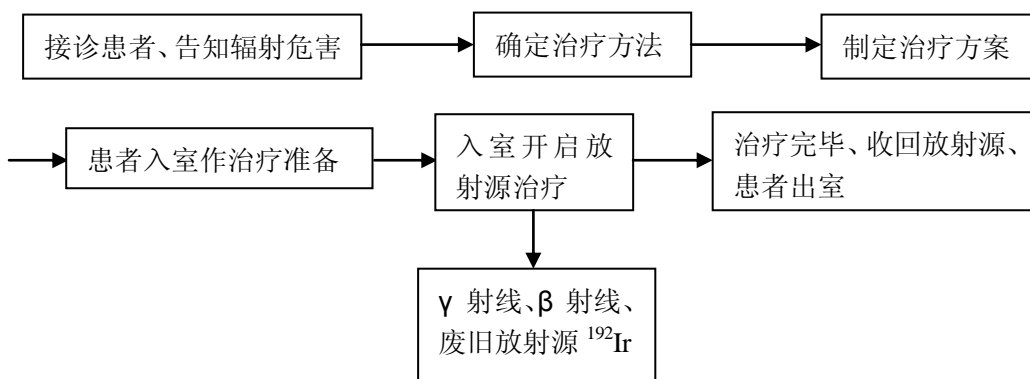 接诊患者、告知辐射危害
确定治疗方法
制定治疗方案
患者入室作治疗准备
入室开启放
射源治疗
治疗完毕、收回放射源、
患者出室
γ 射线、β 射线、
废旧放射源 ¹⁹²Ir